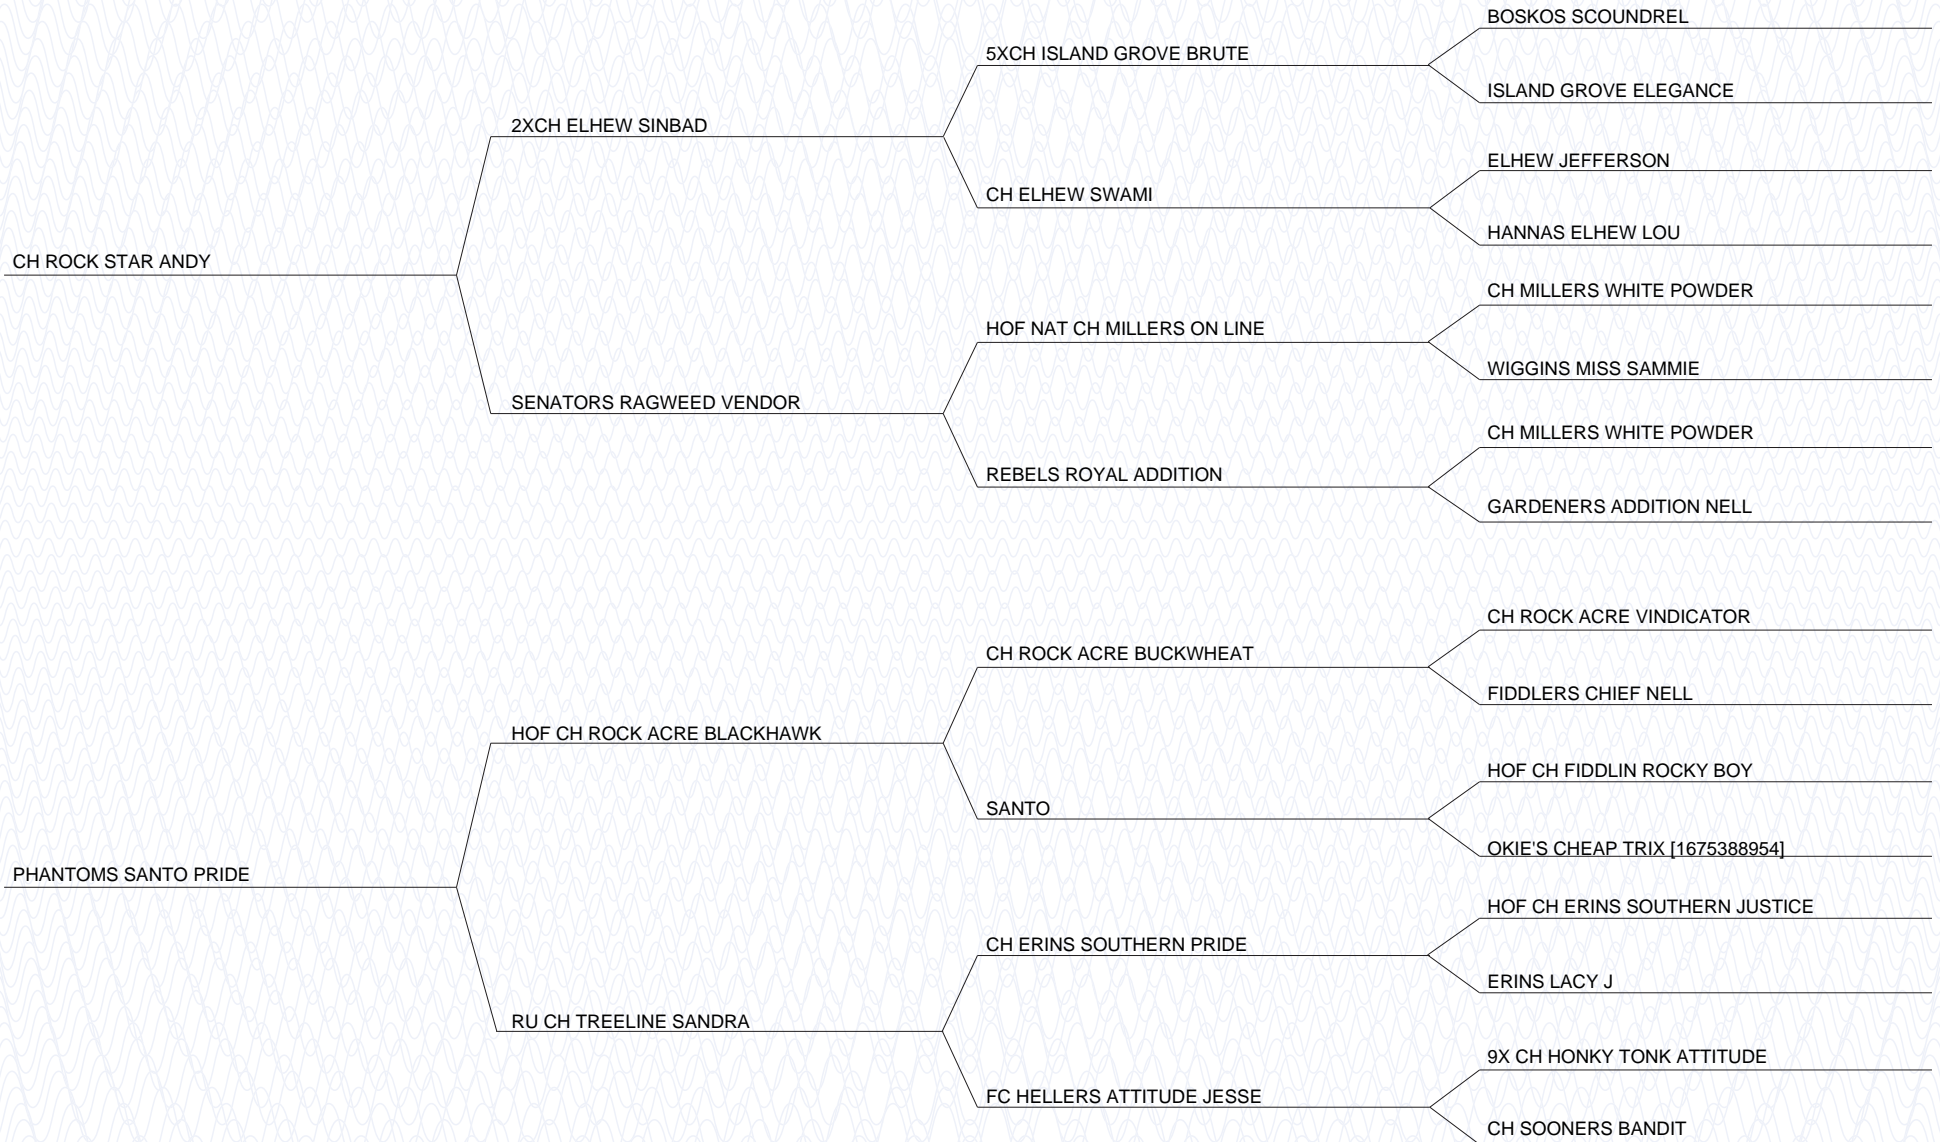 BOSKOS SCOUNDREL
5XCH ISLAND GROVE BRUTE
ISLAND GROVE ELEGANCE
2XCH ELHEW SINBAD
ELHEW JEFFERSON
CH ELHEW SWAMI
HANNAS ELHEW LOU
CH ROCK STAR ANDY
CH MILLERS WHITE POWDER
HOF NAT CH MILLERS ON LINE
WIGGINS MISS SAMMIE
SENATORS RAGWEED VENDOR
CH MILLERS WHITE POWDER
REBELS ROYAL ADDITION
GARDENERS ADDITION NELL
CH ROCK ACRE VINDICATOR
CH ROCK ACRE BUCKWHEAT
FIDDLERS CHIEF NELL
HOF CH ROCK ACRE BLACKHAWK
HOF CH FIDDLIN ROCKY BOY
SANTO
OKIE'S CHEAP TRIX [1675388954]
PHANTOMS SANTO PRIDE
HOF CH ERINS SOUTHERN JUSTICE
CH ERINS SOUTHERN PRIDE
ERINS LACY J
RU CH TREELINE SANDRA
9X CH HONKY TONK ATTITUDE
FC HELLERS ATTITUDE JESSE
CH SOONERS BANDIT